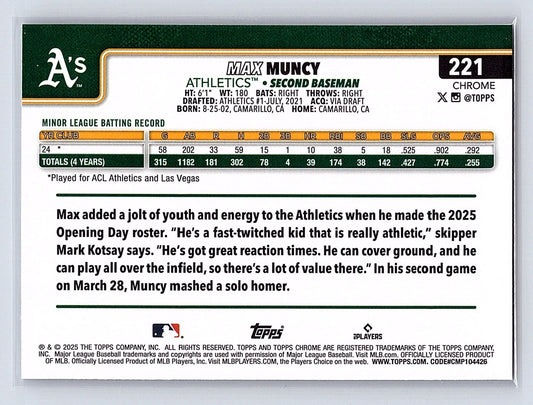 A's
MAX MUNCY
221
ATHLETICS™ • SECOND BASEMAN
CHROME
HT: 6'1" WT: 180 BATS: RIGHT THROWS: RIGHT
@TOPPS
DRAFTED: ATHLETICS #1-JULY, 2021 ACQ: VIA DRAFT
BORN: 8-25-02, CAMARILLO, CA HOME: CAMARILLO, CA
MINOR LEAGUE BATTING RECORD
YR CLUB G AB R H 2B 3B HR RBI SB BB SLG OPS AVG
24 * 58 202 33 59 15 1 10 38 5 18 .525 .902 .292
TOTALS (4 YEARS) 315 1182 181 302 58 4 39 174 38 142 .427 .774 .255
*Played for ACL Athletics and Las Vegas
Max added a jolt of youth and energy to the Athletics when he made the 2025
Opening Day roster. "He's a fast-twitched kid that is really athletic," skipper
Mark Kotsay says. "He's got great reaction times. He can cover ground, and he
can play all over the infield, so there's a lot of value there." In his second game
on March 28, Muncy mashed a solo homer.
Topps
PLAYERS
® & © 2025 THE TOPPS COMPANY, INC. ALL RIGHTS RESERVED. TOPPS AND TOPPS CHROME ARE REGISTERED TRADEMARKS OF THE TOPPS COMPANY,
INC. Major League Baseball trademarks and copyrights are used with permission of Major League Baseball. Visit MLB.com. OFFICIALLY LICENSED PRODUCT
OF MLB. Officially Licensed Product of MLB Players, Inc. Visit MLBPLAYERS.com, the Players Choice on the web. WWW.TOPPS.COM. CODE#CMP104426